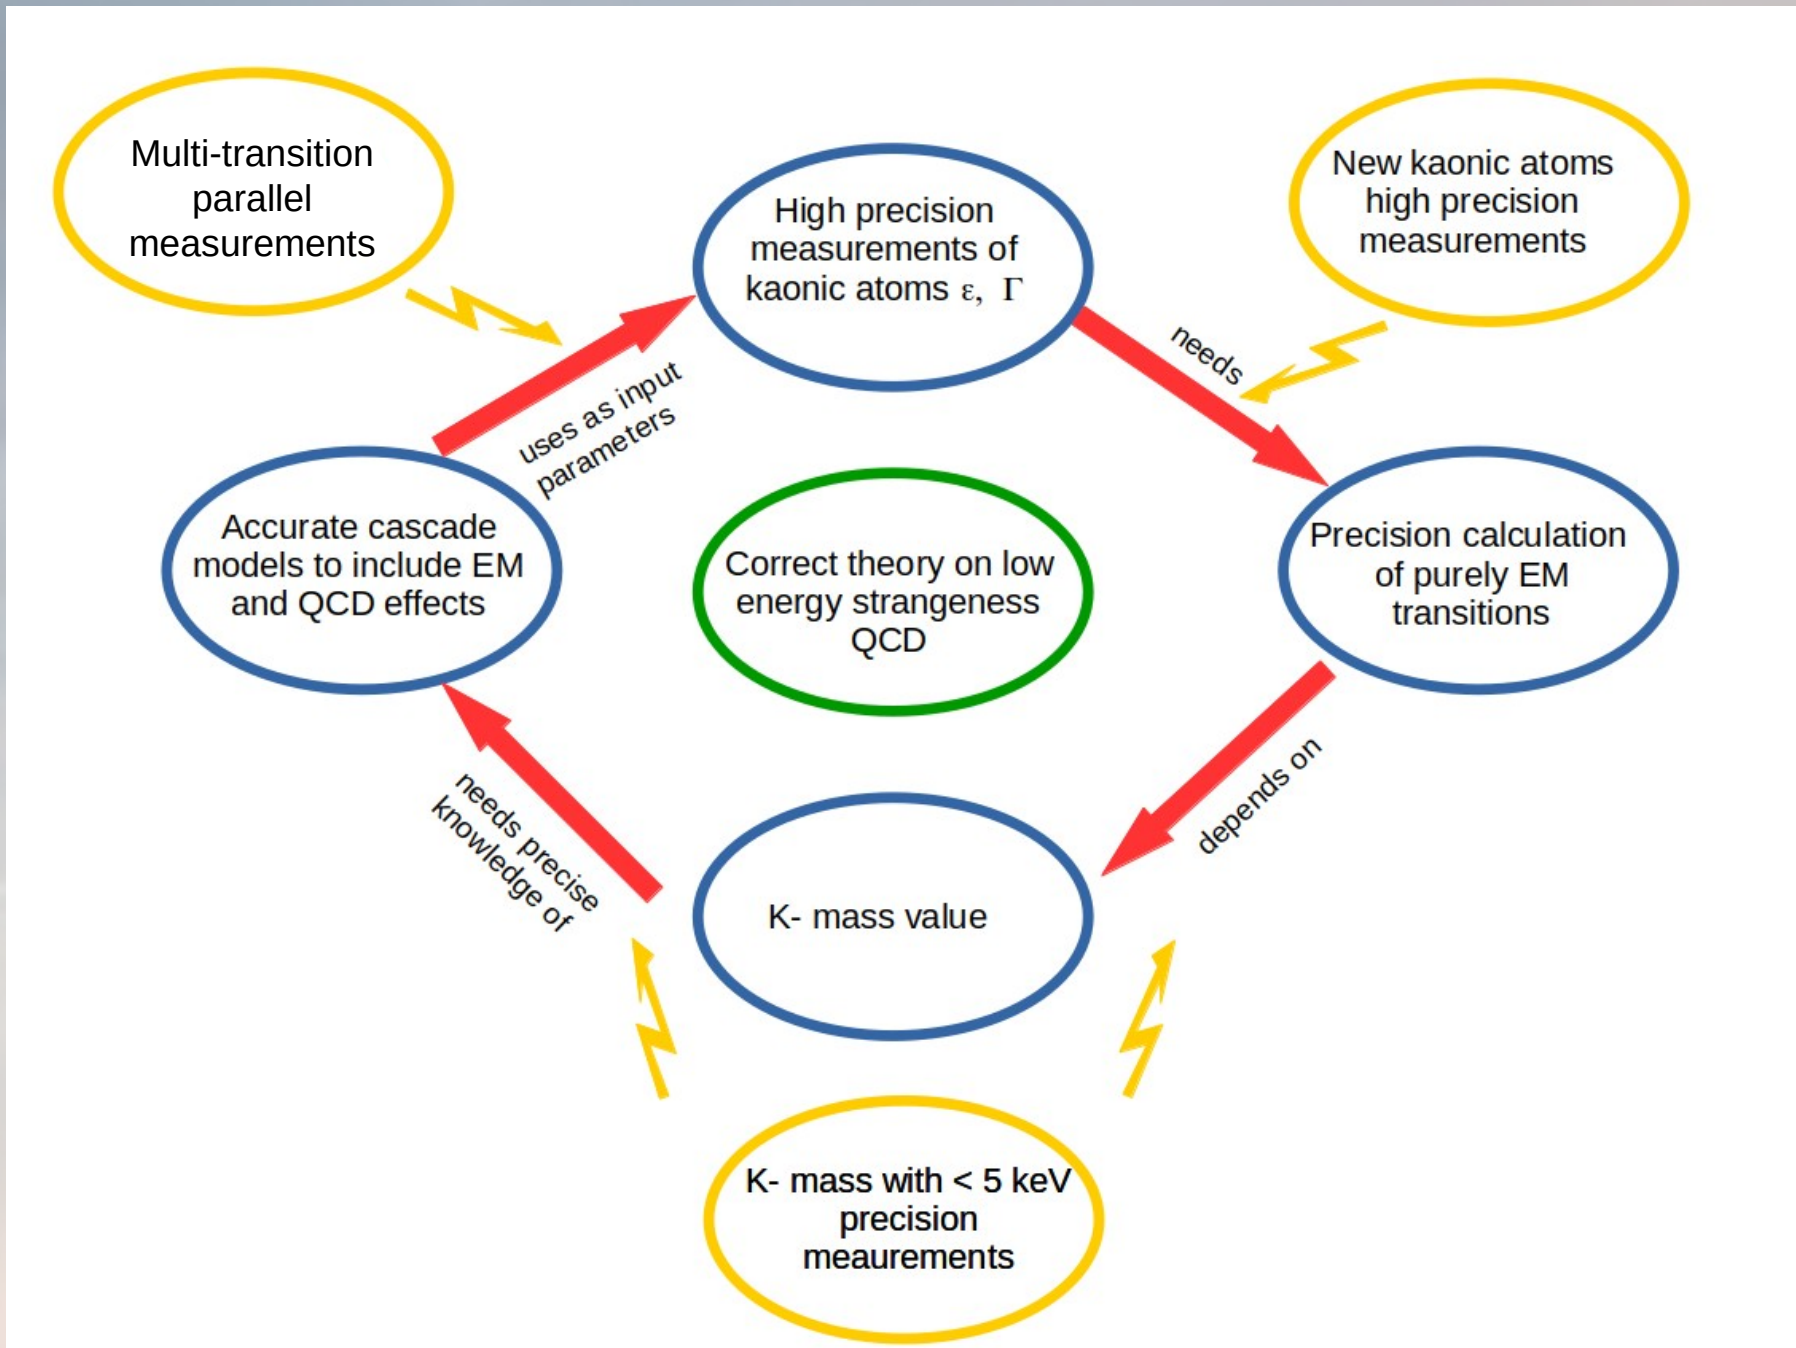 Multi-transition
parallel
measurements
High precision
measurements of
kaonic atoms ε, Γ
New kaonic atoms
high precision
measurements
needs
uses as input
parameters
Accurate cascade
models to include EM
and QCD effects
Correct theory on low
energy strangeness
QCD
Precision calculation
of purely EM
transitions
needs precise
knowledge of
depends on
K- mass value
K- mass with < 5 keV
precision
meaurements